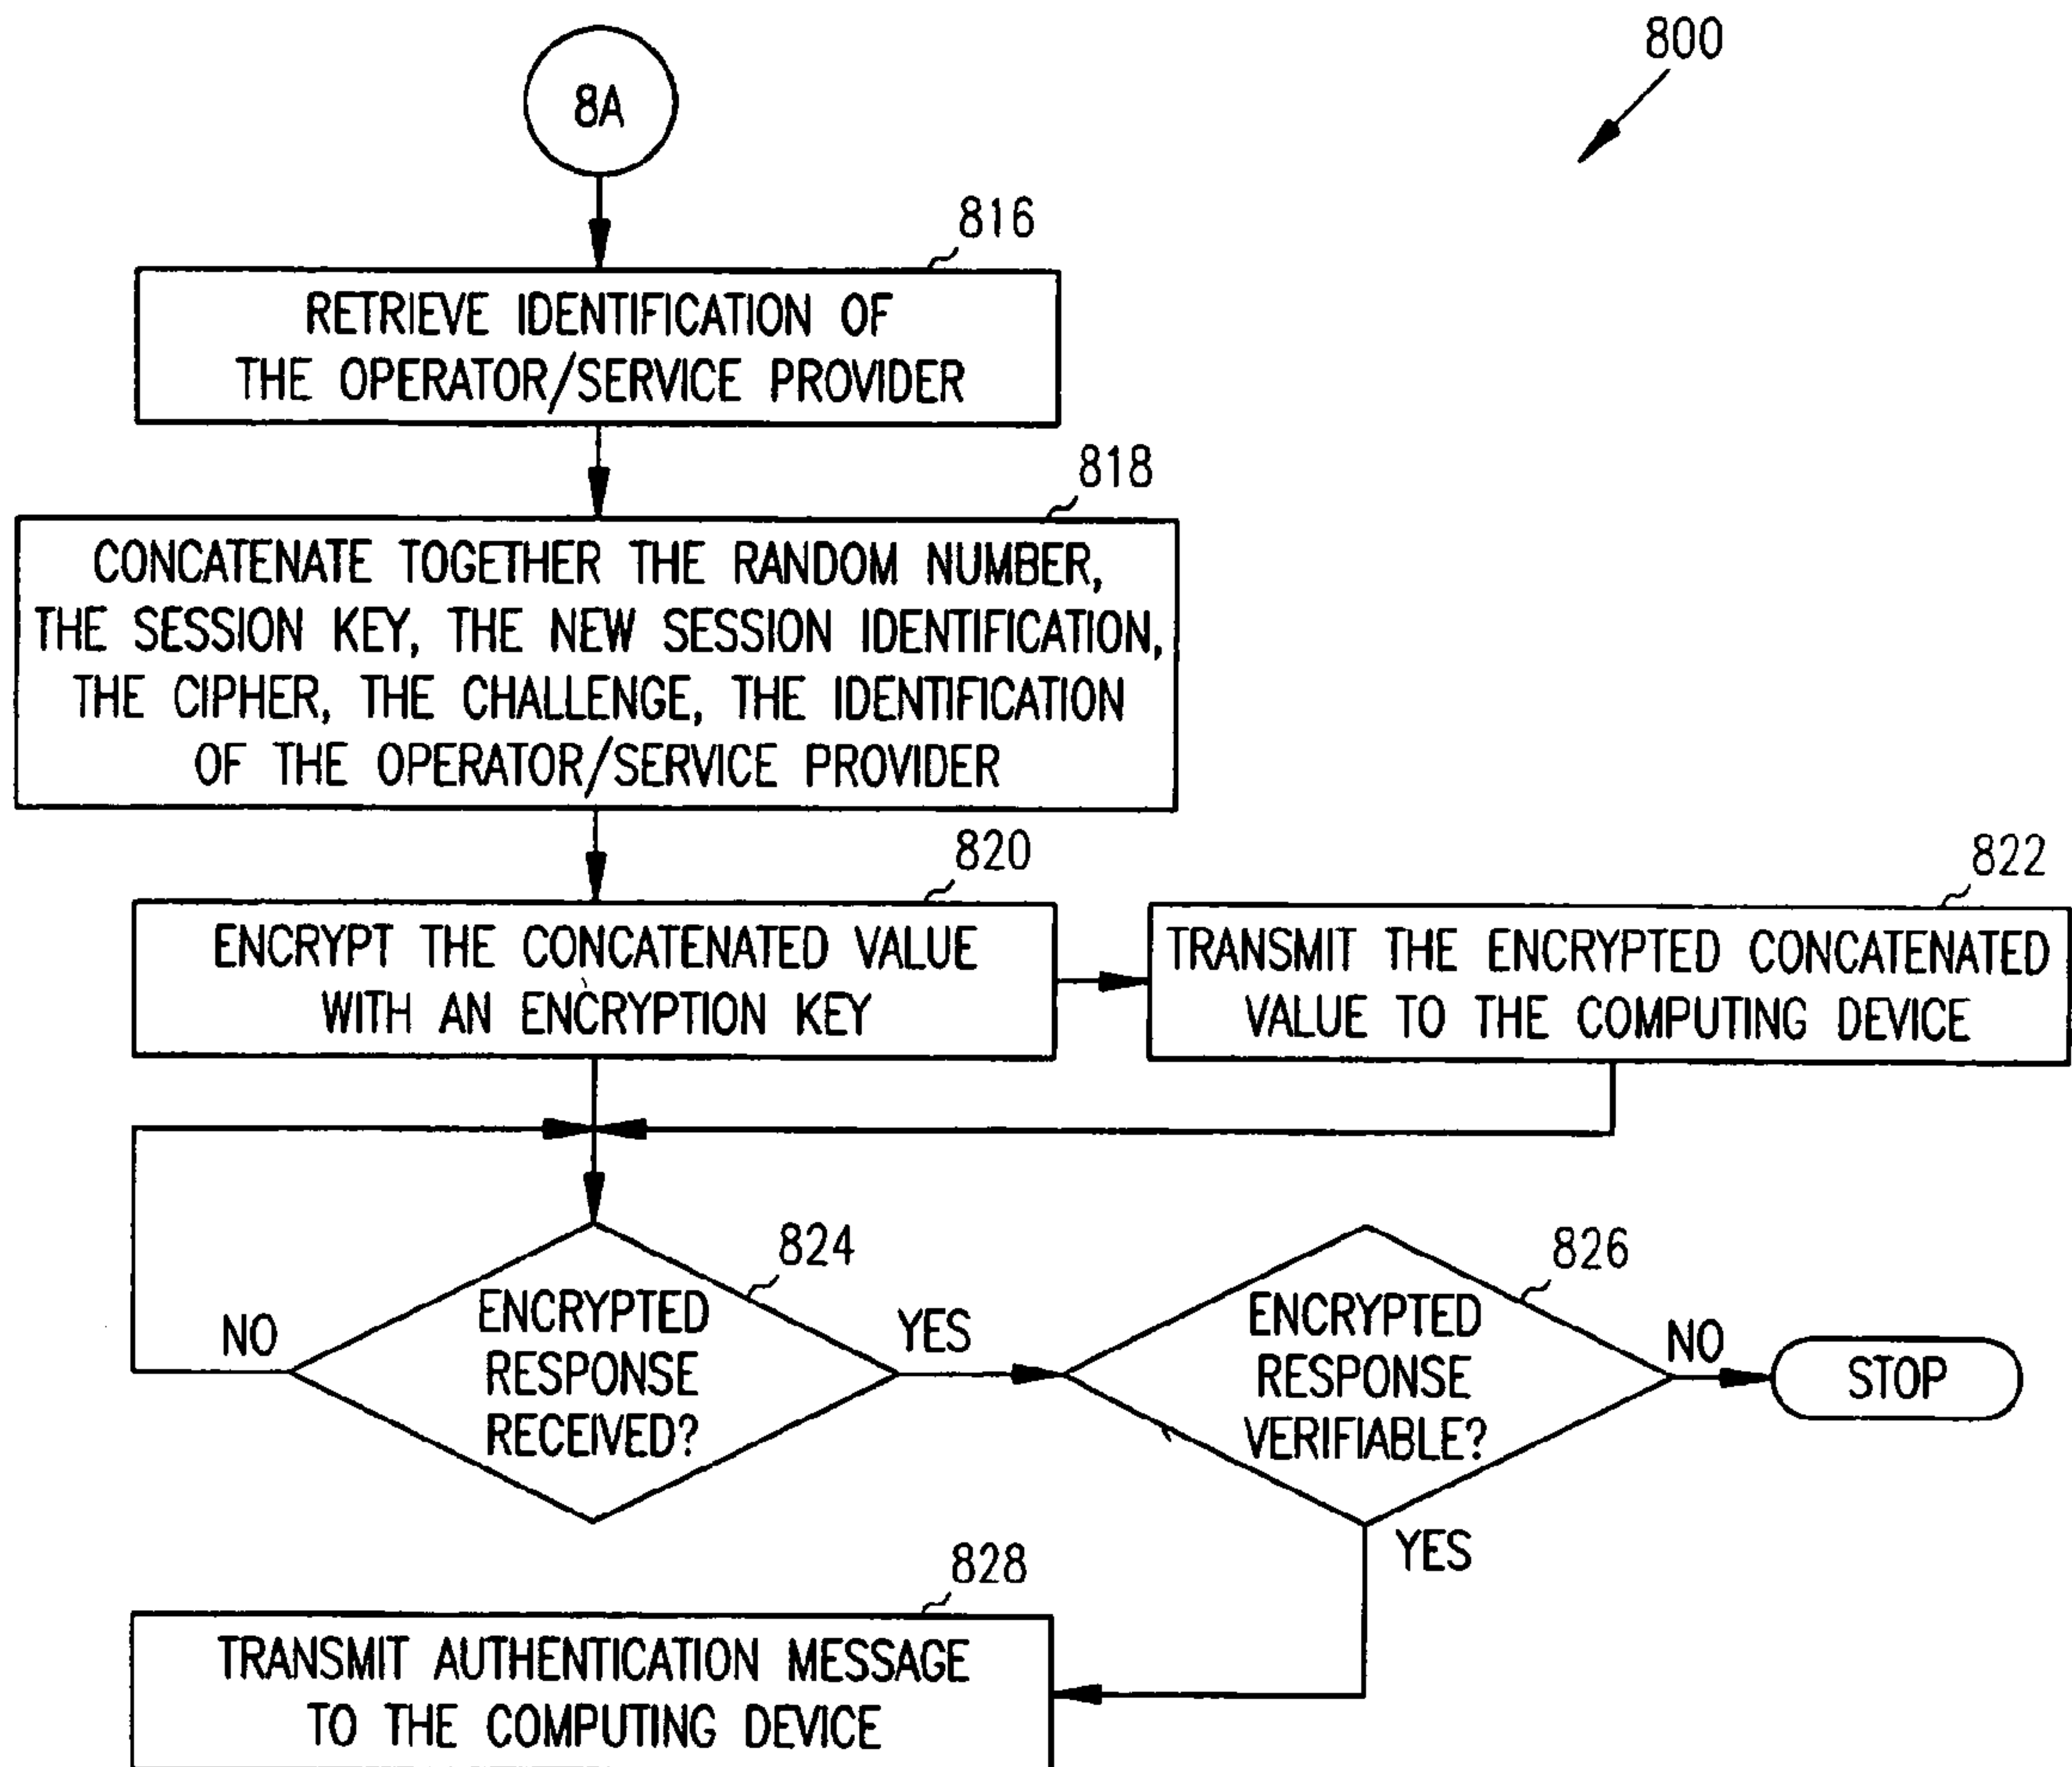 800
8A
816
RETRIEVE IDENTIFICATION OF
THE OPERATOR/SERVICE PROVIDER
818
CONCATENATE TOGETHER THE RANDOM NUMBER,
THE SESSION KEY, THE NEW SESSION IDENTIFICATION,
THE CIPHER, THE CHALLENGE, THE IDENTIFICATION
OF THE OPERATOR/SERVICE PROVIDER
820
ENCRYPT THE CONCATENATED VALUE
WITH AN ENCRYPTION KEY
822
TRANSMIT THE ENCRYPTED CONCATENATED
VALUE TO THE COMPUTING DEVICE
824
ENCRYPTED
RESPONSE
RECEIVED?
NO
YES
826
ENCRYPTED
RESPONSE
VERIFIABLE?
NO
STOP
YES
828
TRANSMIT AUTHENTICATION MESSAGE
TO THE COMPUTING DEVICE